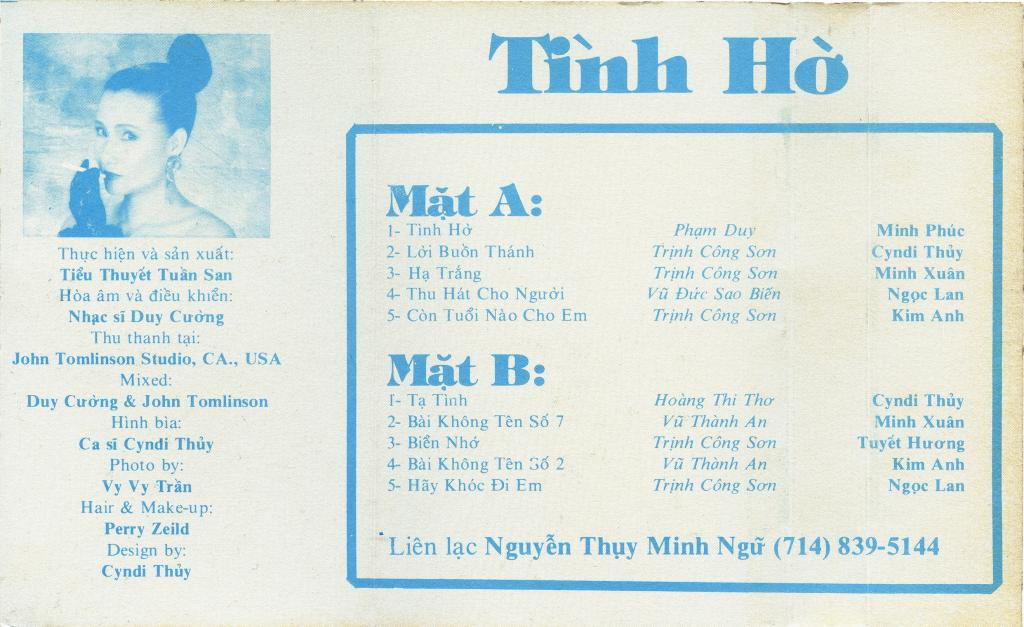 Tình Hờ
Thực hiện và sản xuất:
Tiểu Thuyết Tuần San
Hòa âm và điều khiển:
Nhạc sĩ Duy Cường
Thu thanh tại:
John Tomlinson Studio, CA., USA
Mixed:
Duy Cường & John Tomlinson
Hình bìa:
Ca sĩ Cyndi Thủy
Photo by:
Vy Vy Trần
Hair & Make-up:
Perry Zeild
Design by:
Cyndi Thủy
Mặt A:
1- Tình Hờ Phạm Duy Minh Phúc
2- Lời Buồn Thánh Trịnh Công Sơn Cyndi Thủy
3- Hạ Trắng Trịnh Công Sơn Minh Xuân
4- Thu Hát Cho Người Vũ Đức Sao Biển Ngọc Lan
5- Còn Tuổi Nào Cho Em Trịnh Công Sơn Kim Anh
Mặt B:
1- Tạ Tình Hoàng Thi Thơ Cyndi Thủy
2- Bài Không Tên Số 7 Vũ Thành An Minh Xuân
3- Biển Nhớ Trịnh Công Sơn Tuyết Hương
4- Bài Không Tên Số 2 Vũ Thành An Kim Anh
5- Hãy Khóc Đi Em Trịnh Công Sơn Ngọc Lan
Liên lạc Nguyễn Thụy Minh Ngữ (714) 839-5144